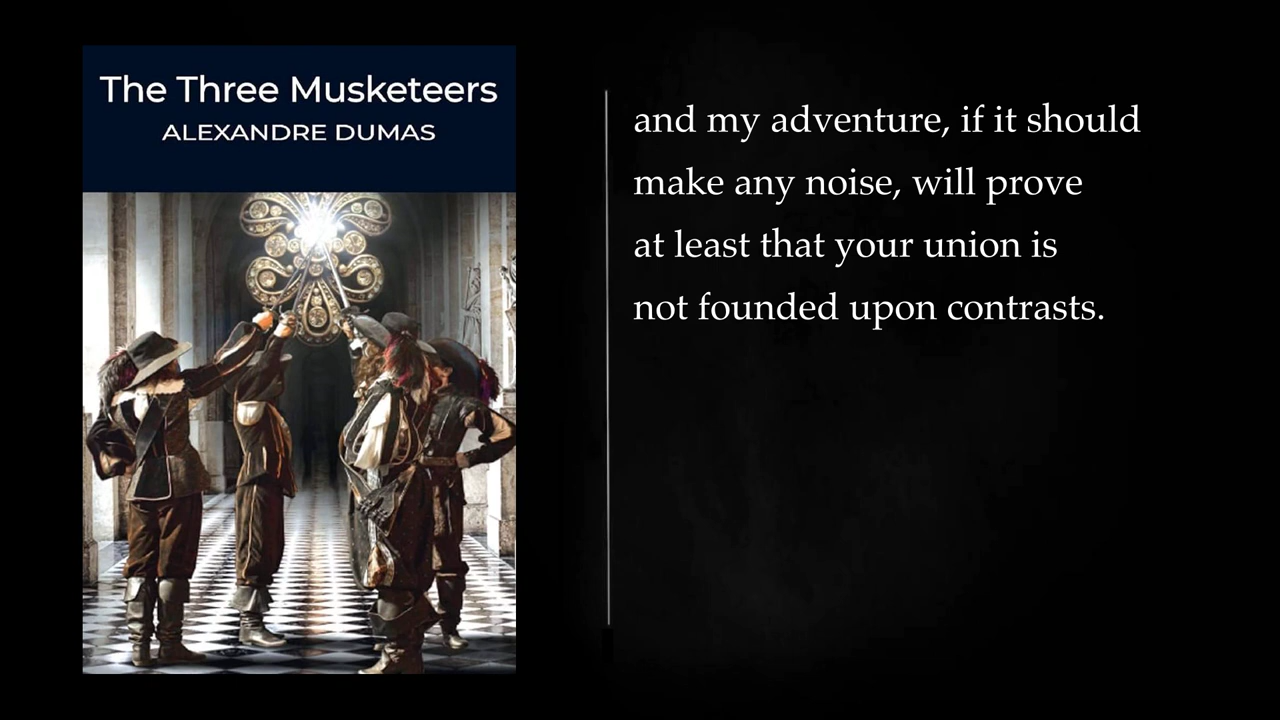 The Three Musketeers
ALEXANDRE DUMAS
and my adventure, if it should
make any noise, will prove
at least that your union is
not founded upon contrasts.